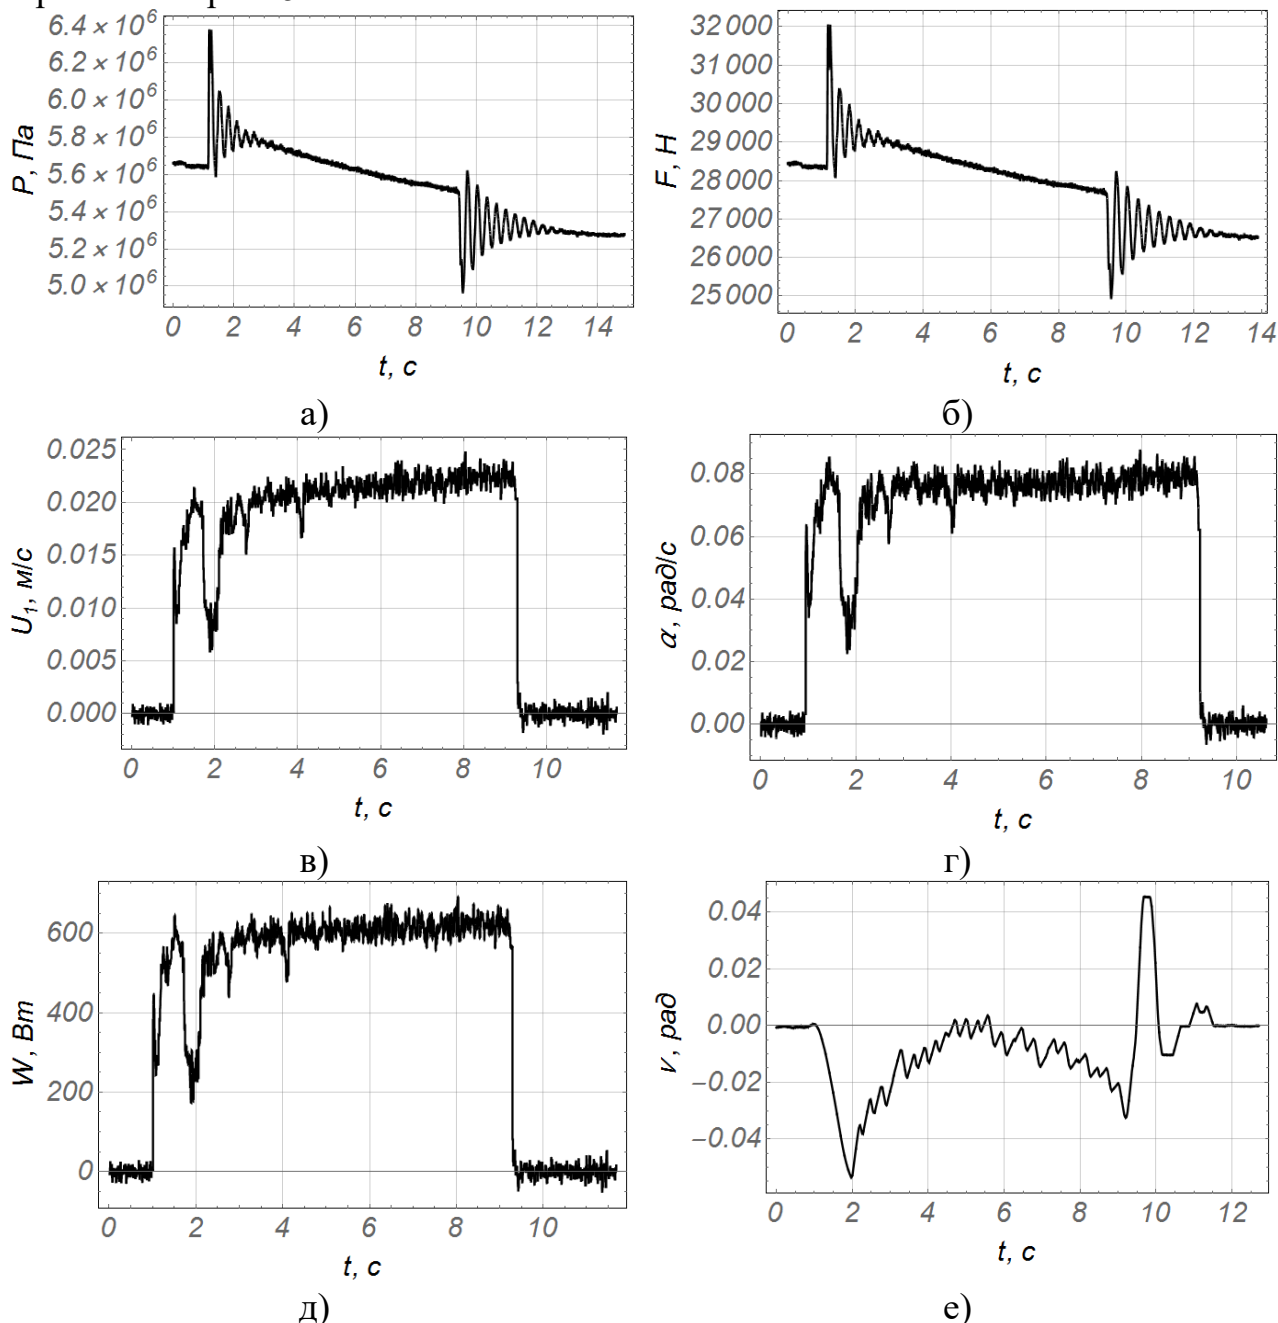 6.4 × 10⁶
6.2 × 10⁶
6.0 × 10⁶
5.8 × 10⁶
5.6 × 10⁶
5.4 × 10⁶
5.2 × 10⁶
5.0 × 10⁶
P, Па
0 2 4 6 8 10 12 14
t, с
а)
32 000
31 000
30 000
29 000
28 000
27 000
26 000
25 000
F, Н
0 2 4 6 8 10 12 14
t, с
б)
0.025
0.020
0.015
0.010
0.005
0.000
U₁, м/с
0 2 4 6 8 10
t, с
в)
0.08
0.06
0.04
0.02
0.00
α, рад/с
0 2 4 6 8 10
t, с
г)
600
400
200
0
W, Вт
0 2 4 6 8 10
t, с
д)
0.04
0.02
0.00
−0.02
−0.04
ν, рад
0 2 4 6 8 10 12
t, с
е)